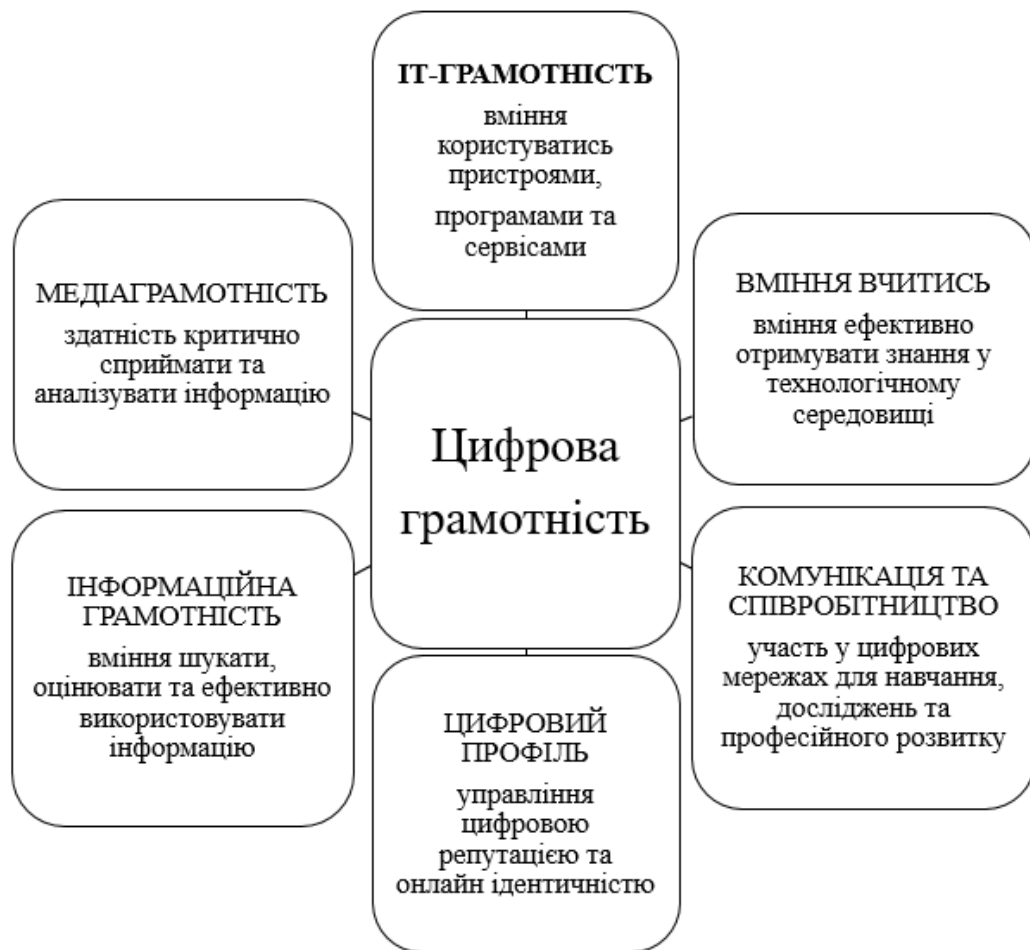 ІТ-ГРАМОТНІСТЬ
вміння
користуватись
пристроями,
програмами та
сервісами
МЕДІАГРАМОТНІСТЬ
здатність критично
сприймати та
аналізувати інформацію
ВМІННЯ ВЧИТИСЬ
вміння ефективно
отримувати знання у
технологічному
середовищі
Цифрова
грамотність
ІНФОРМАЦІЙНА
ГРАМОТНІСТЬ
вміння шукати,
оцінювати та ефективно
використовувати
інформацію
КОМУНІКАЦІЯ ТА
СПІВРОБІТНИЦТВО
участь у цифрових
мережах для навчання,
досліджень та
професійного розвитку
ЦИФРОВИЙ
ПРОФІЛЬ
управління
цифровою
репутацією та
онлайн ідентичністю